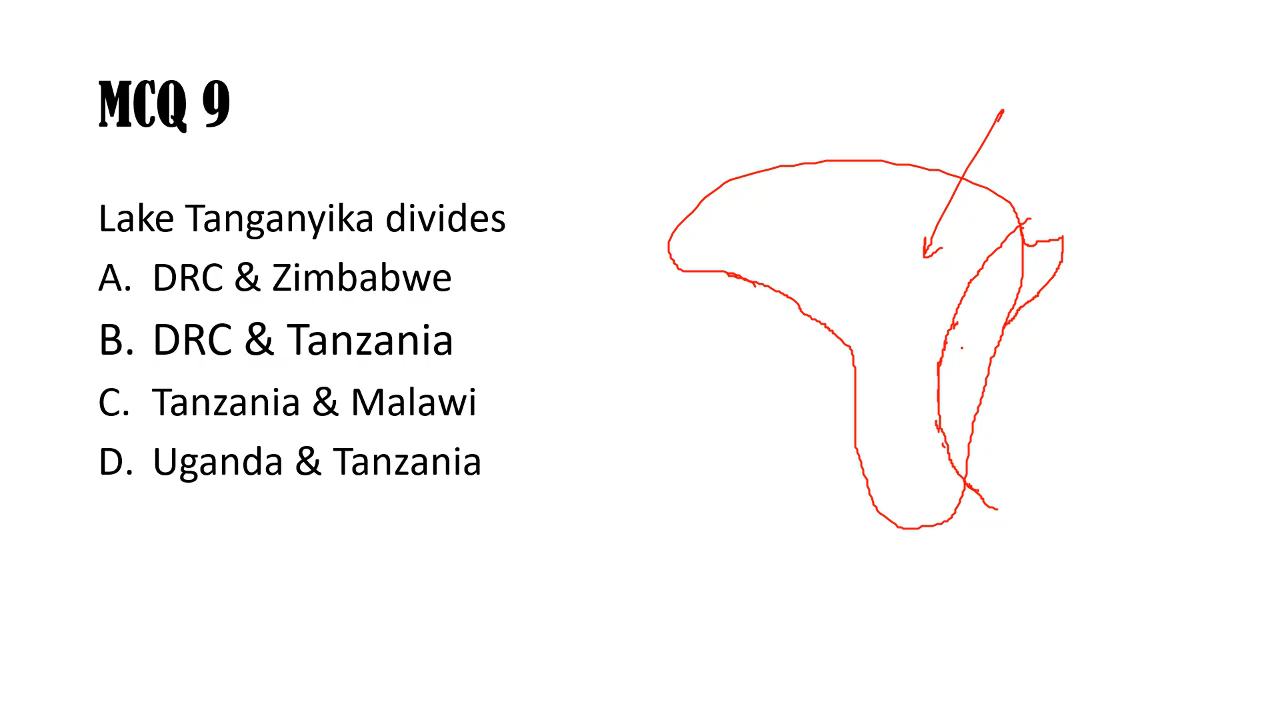 MCQ 9
Lake Tanganyika divides
A. DRC & Zimbabwe
B. DRC & Tanzania
C. Tanzania & Malawi
D. Uganda & Tanzania